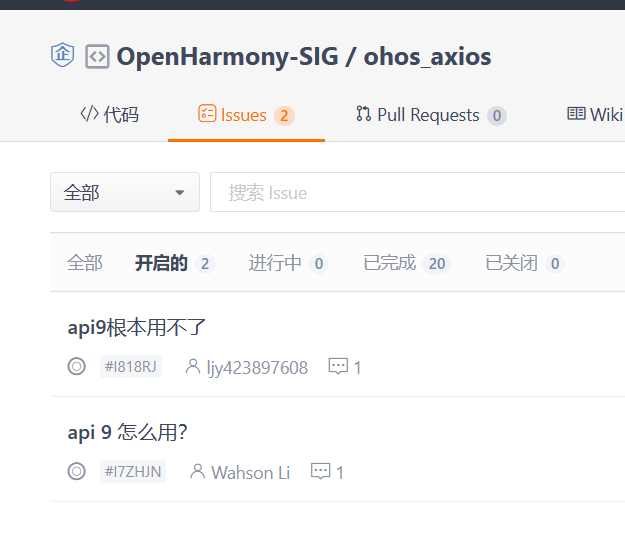 企 OpenHarmony-SIG / ohos_axios
代码 Issues 2 Pull Requests 0 Wiki
全部 搜索 Issue
全部 开启的 2 进行中 0 已完成 20 已关闭 0
api9根本用不了
#I818RJ ljy423897608 1
api 9 怎么用?
#I7ZHJN Wahson Li 1